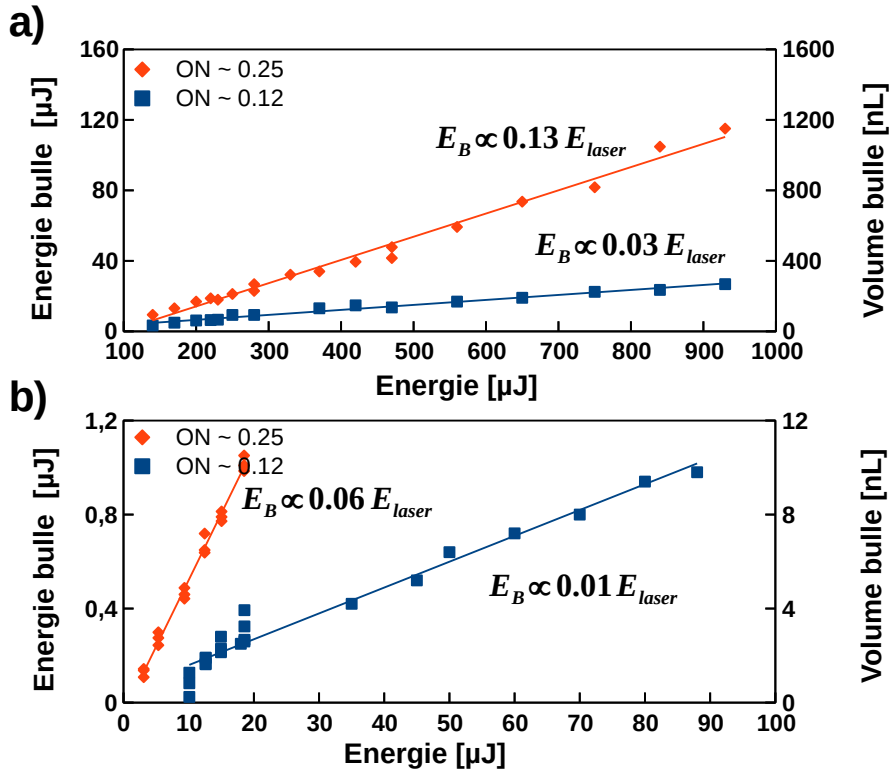 a)
160
120
80
40
0
Energie bulle [µJ]
ON ~ 0.25
ON ~ 0.12
E_B ∝ 0.13 E_laser
E_B ∝ 0.03 E_laser
1600
1200
800
400
0
Volume bulle [nL]
100 200 300 400 500 600 700 800 900 1000
Energie [µJ]
b)
1,2
0,8
0,4
0
Energie bulle [µJ]
ON ~ 0.25
ON ~ 0.12
E_B ∝ 0.06 E_laser
E_B ∝ 0.01 E_laser
12
8
4
0
Volume bulle [nL]
0 10 20 30 40 50 60 70 80 90 100
Energie [µJ]